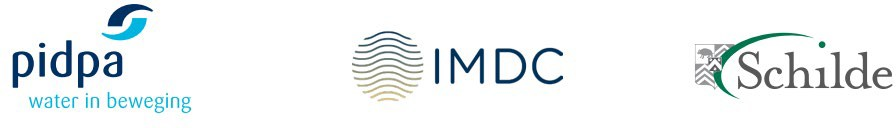 pidpa
water in beweging
IMDC
Schilde